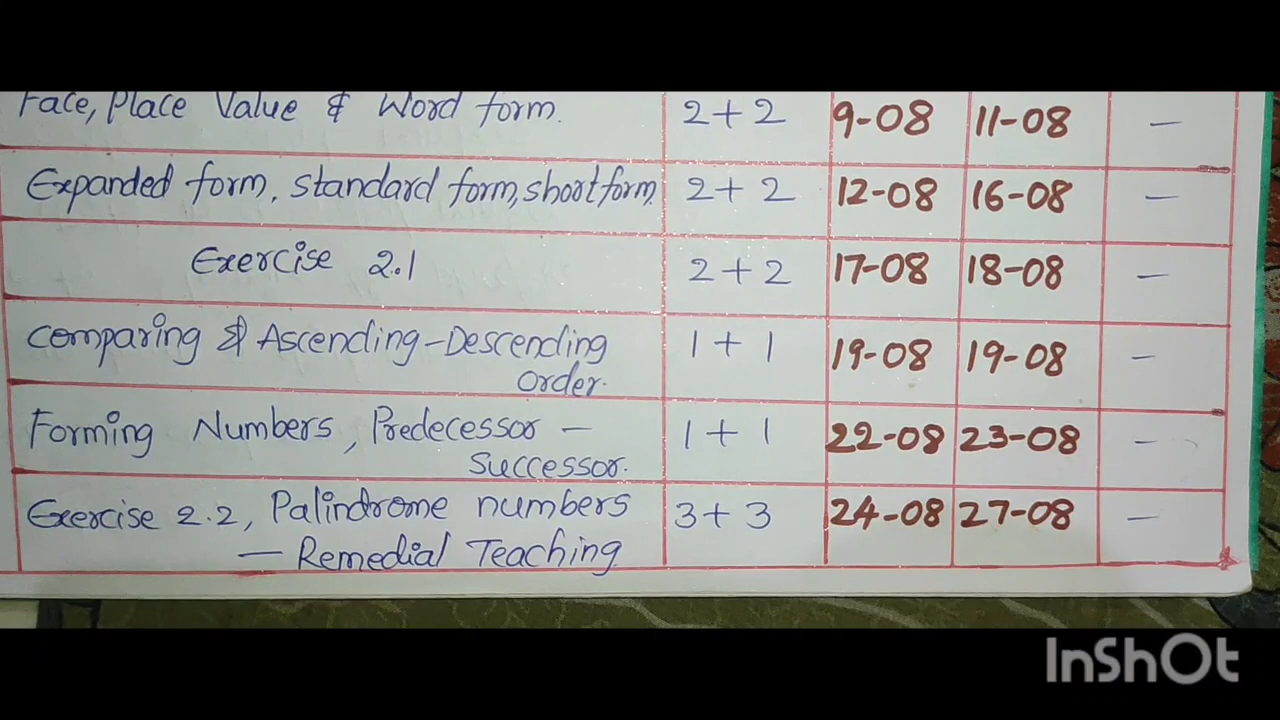 Face, Place Value & Word form. 2+2 9-08 11-08 -
Expanded form, standard form, short form. 2+2 12-08 16-08 -
Exercise 2.1 2+2 17-08 18-08 -
Comparing & Ascending-Descending 1+1 19-08 19-08 -
Order.
Forming Numbers, Predecessor - 1+1 22-08 23-08 -
Successor.
Exercise 2.2, Palindrome numbers 3+3 24-08 27-08 -
- Remedial Teaching.
InShOt